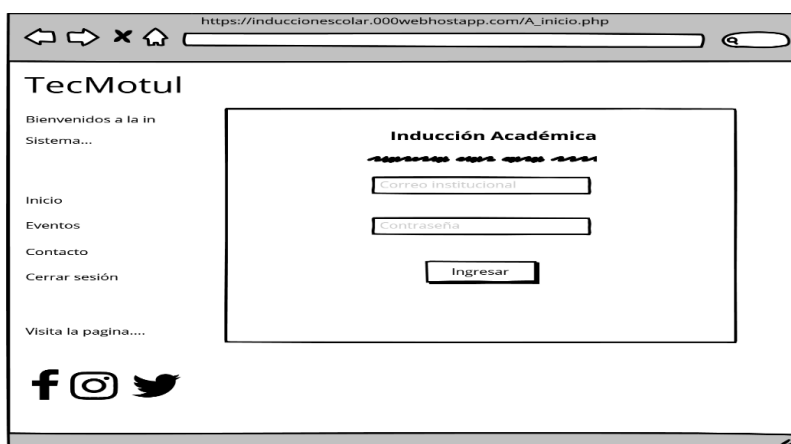 https://induccionescolar.000webhostapp.com/A_inicio.php
TecMotul
Bienvenidos a la in
Sistema...
Inicio
Eventos
Contacto
Cerrar sesión
Visita la pagina....
Inducción Académica
Correo institucional
Contraseña
Ingresar